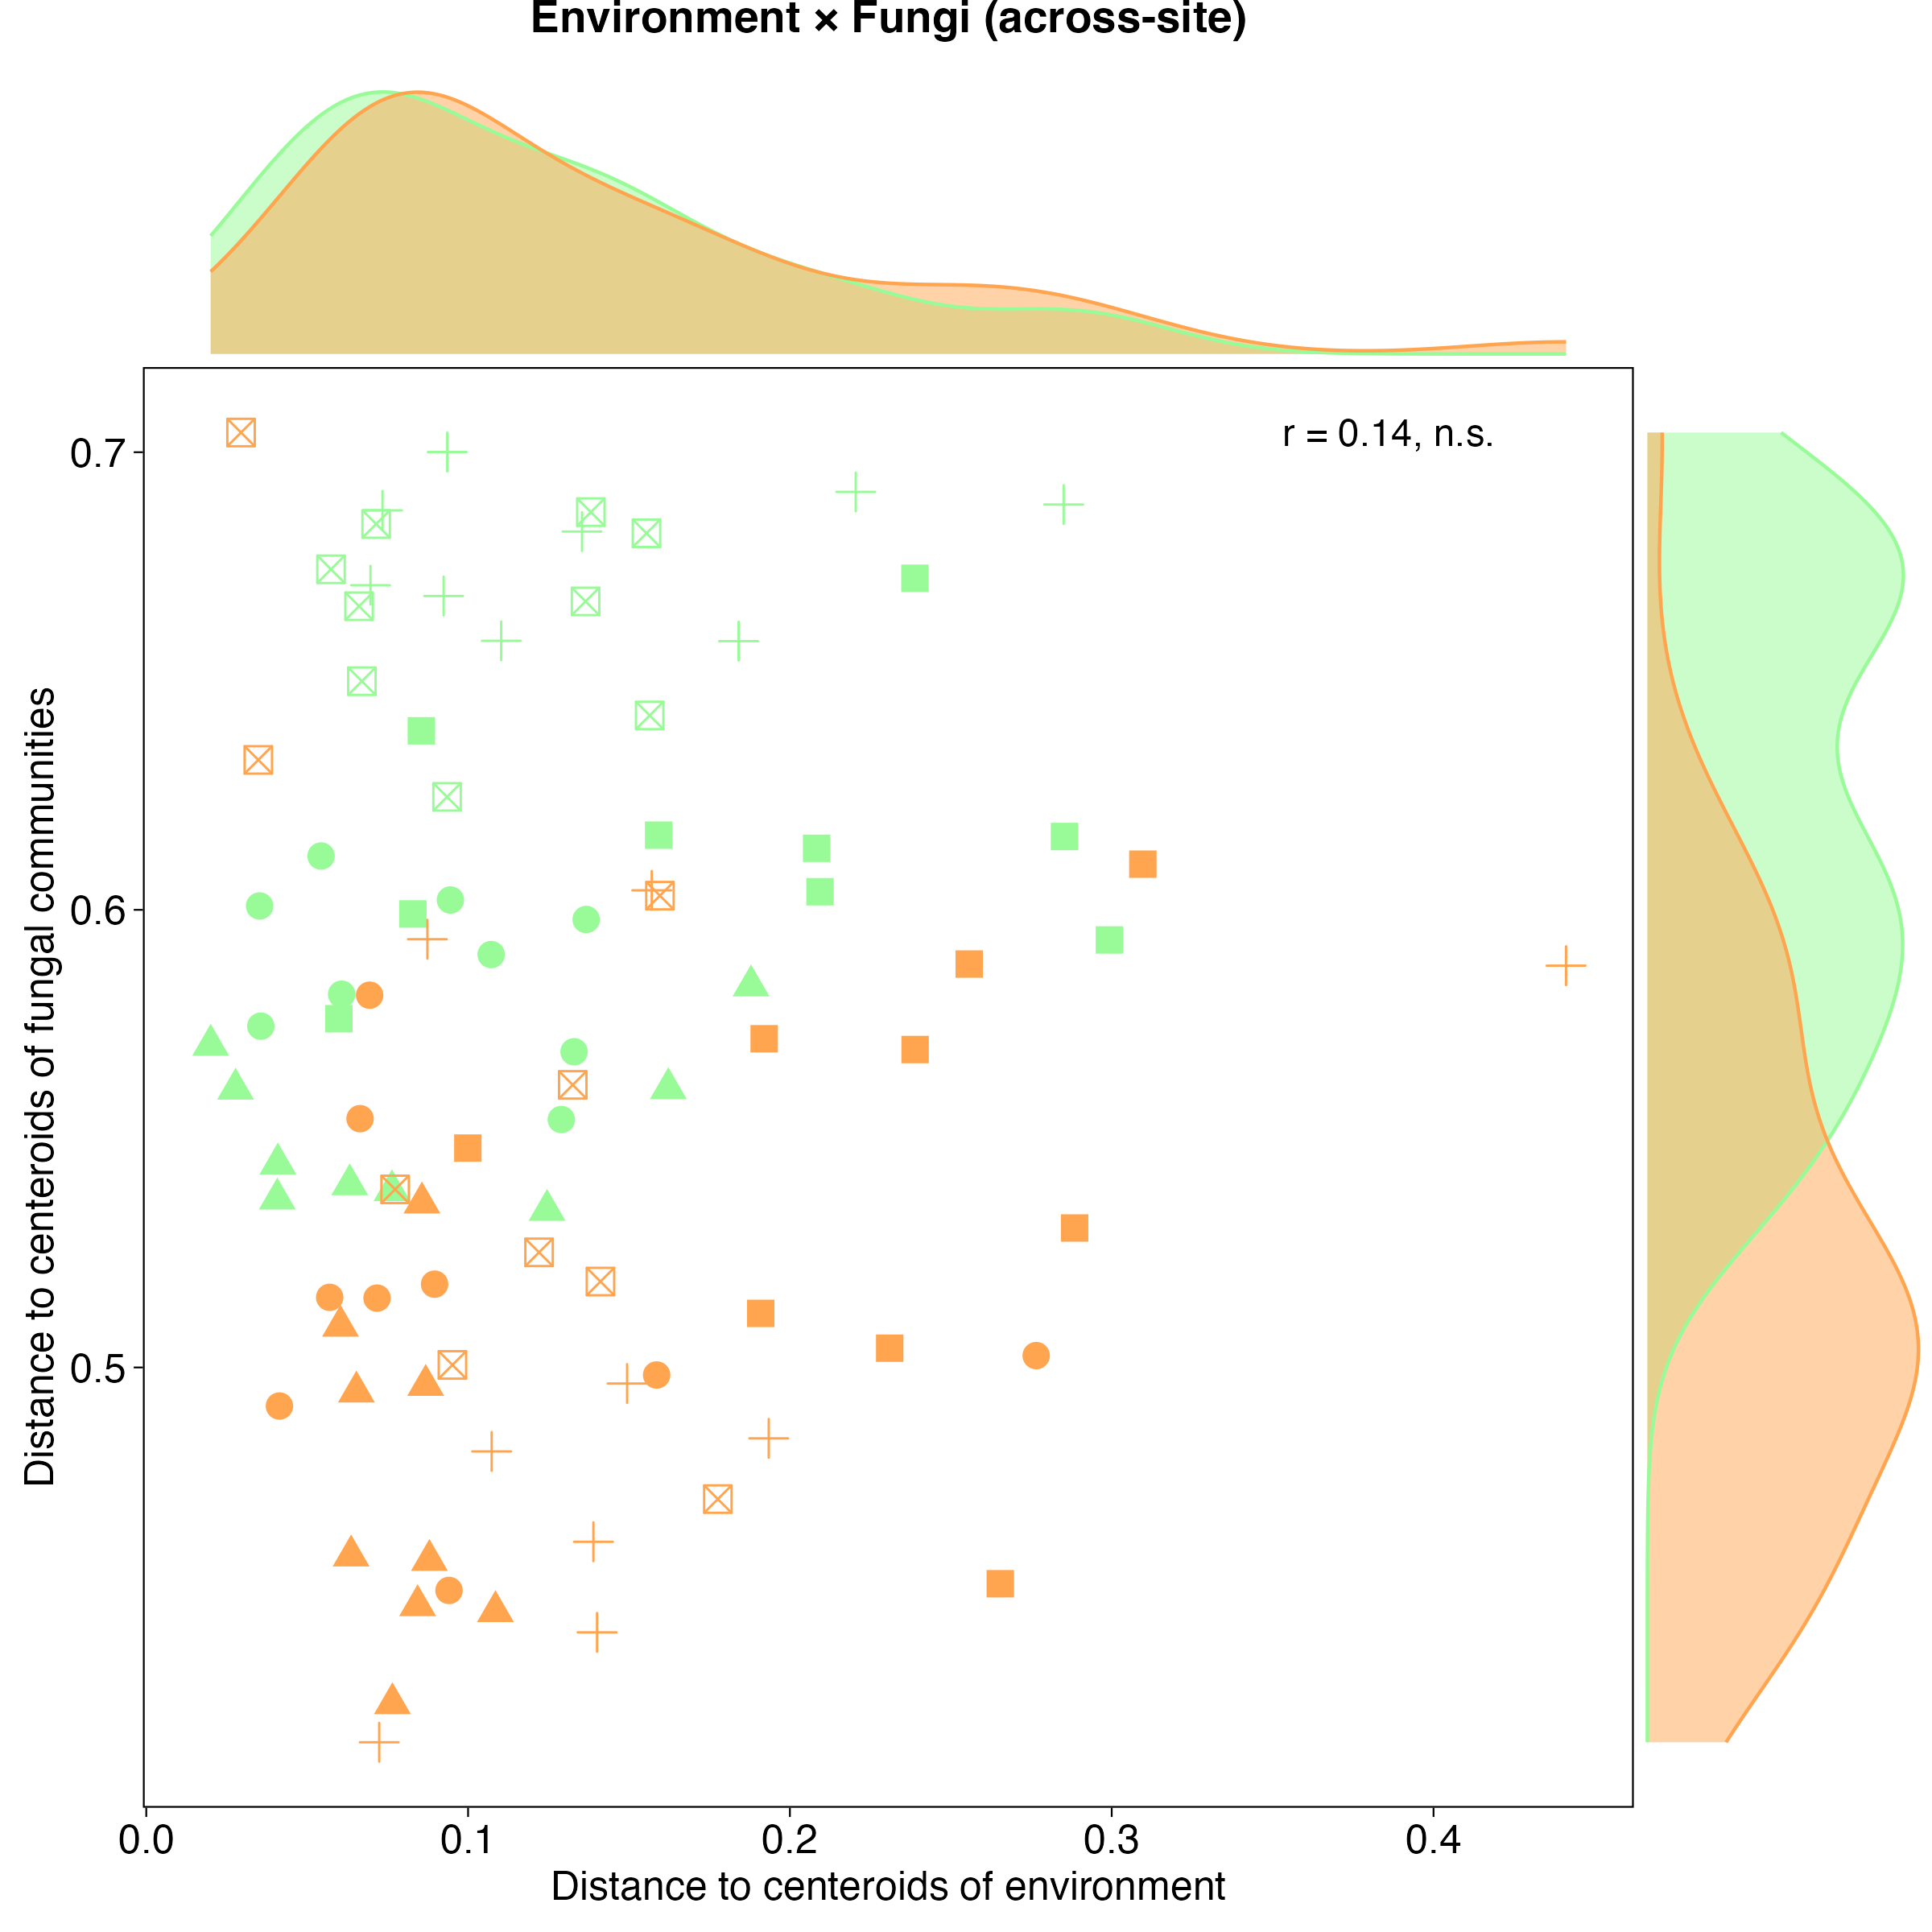 Environment × Fungi (across-site)
r = 0.14, n.s.
0.7
0.6
0.5
Distance to centeroids of fungal communities
0.0 0.1 0.2 0.3 0.4
Distance to centeroids of environment